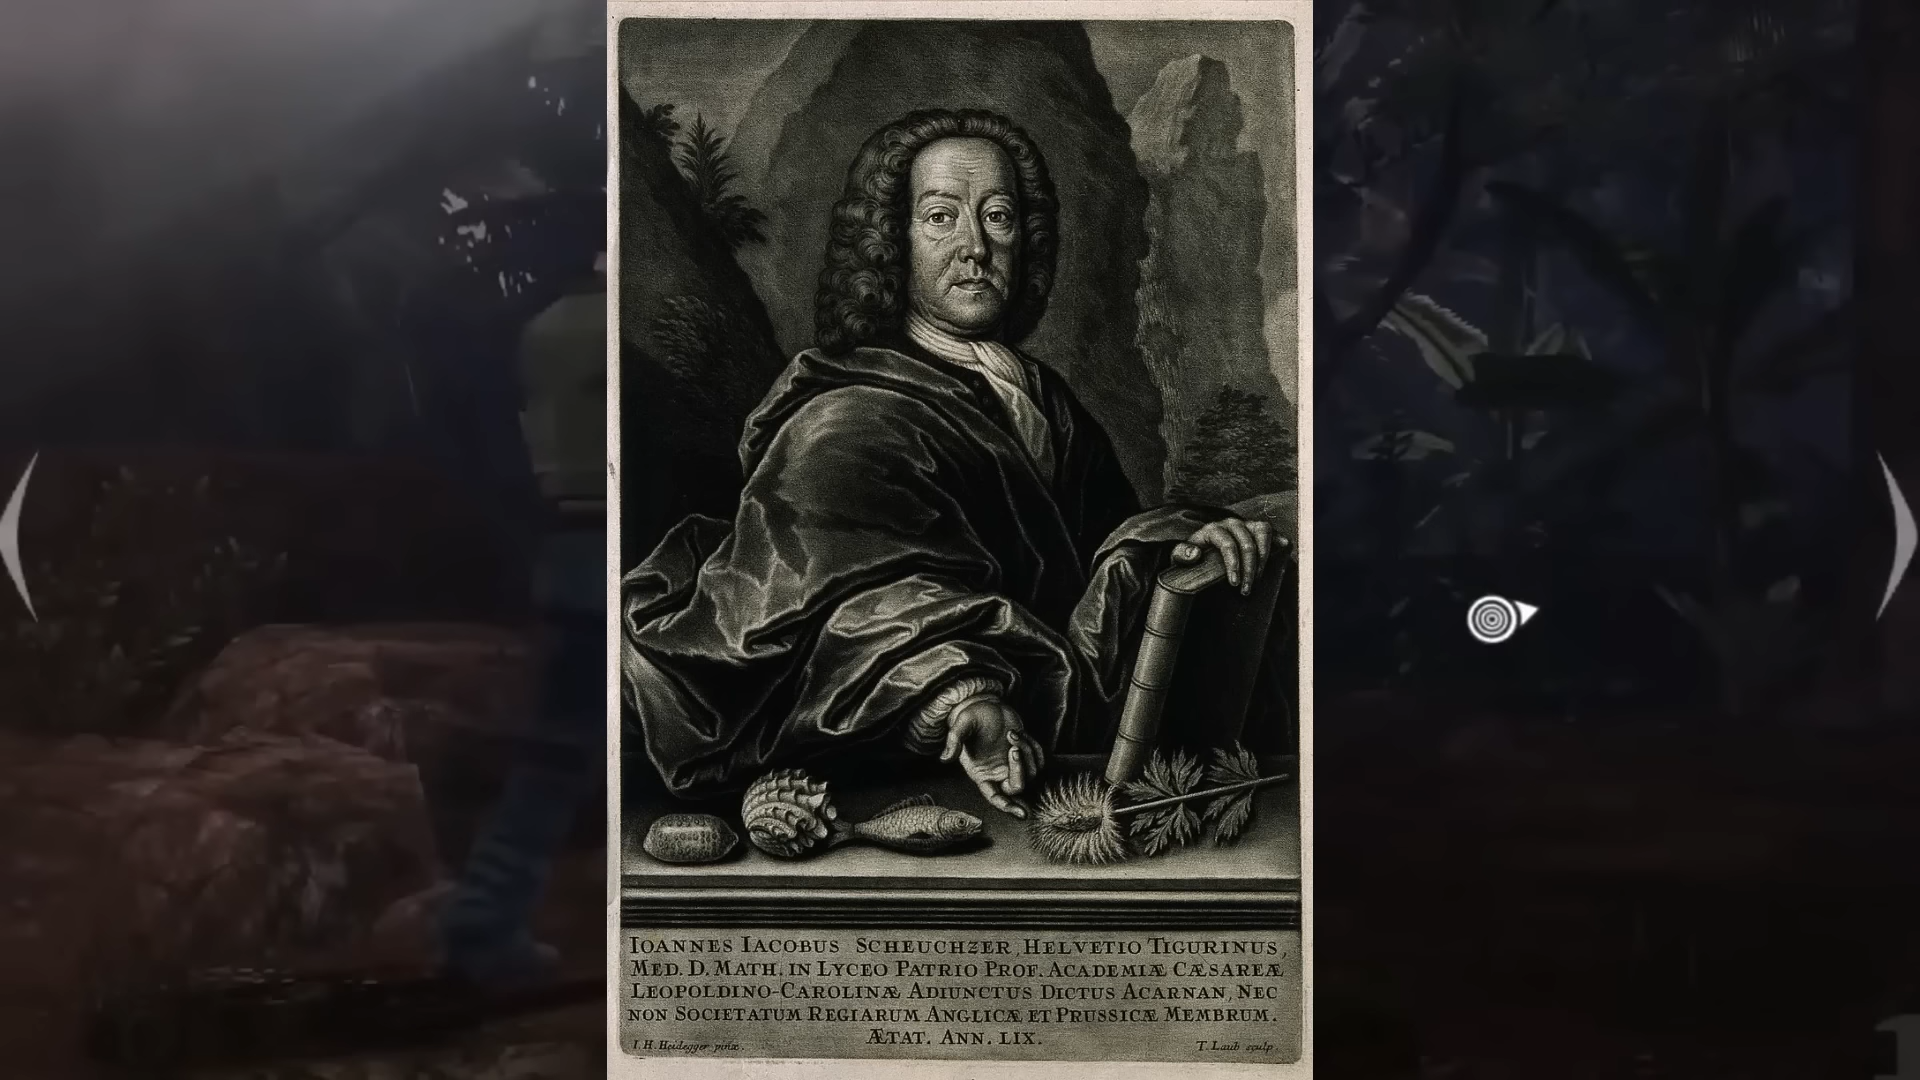 IOANNES IACOBUS SCHEUCHZER, HELVETIO TIGURINUS,
MED. D. MATH. IN LYCEO PATRIO PROF. ACADEMIÆ CÆSAREÆ
LEOPOLDINO-CAROLINÆ ADIUNCTUS DICTUS ACARNAN, NEC
NON SOCIETATUM REGIARUM ANGLICÆ ET PRUSSICÆ MEMBRUM.
ÆTAT. ANN. LIX.
I. H. Heidegger pinx. T. Laub sculp.